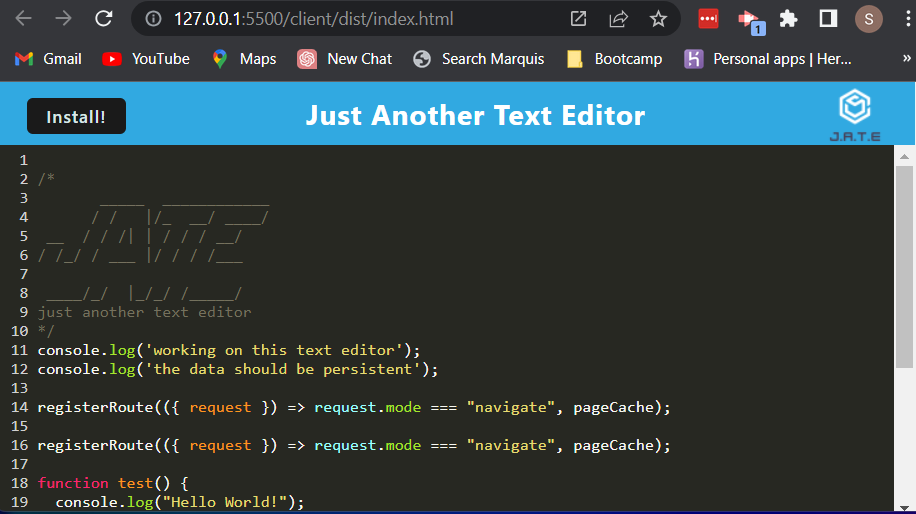 127.0.0.1:5500/client/dist/index.html
S
1
Gmail YouTube Maps New Chat Search Marquis Bootcamp Personal apps | Her... »
Install! Just Another Text Editor
J.A.T.E
1
2 /*
3        _____  ____________
4       / /   |/_  __/ ____/
5  __  / / /| | / / / __/
6 / /_/ / ___ |/ / / /___
7
8  ____/_/  |_/_/ /_____/
9 just another text editor
10 */
11 console.log('working on this text editor');
12 console.log('the data should be persistent');
13
14 registerRoute(({ request }) => request.mode === "navigate", pageCache);
15
16 registerRoute(({ request }) => request.mode === "navigate", pageCache);
17
18 function test() {
19   console.log("Hello World!");